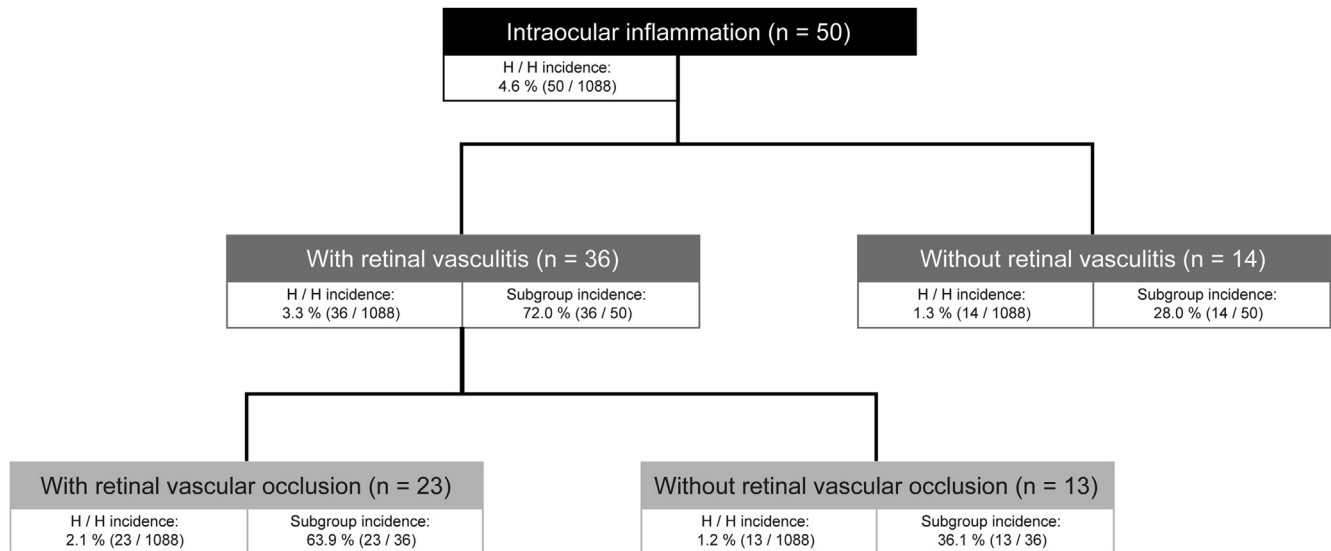 Intraocular inflammation (n = 50)
H / H incidence:
4.6 % (50 / 1088)
With retinal vasculitis (n = 36)
H / H incidence:
3.3 % (36 / 1088)
Subgroup incidence:
72.0 % (36 / 50)
Without retinal vasculitis (n = 14)
H / H incidence:
1.3 % (14 / 1088)
Subgroup incidence:
28.0 % (14 / 50)
With retinal vascular occlusion (n = 23)
H / H incidence:
2.1 % (23 / 1088)
Subgroup incidence:
63.9 % (23 / 36)
Without retinal vascular occlusion (n = 13)
H / H incidence:
1.2 % (13 / 1088)
Subgroup incidence:
36.1 % (13 / 36)